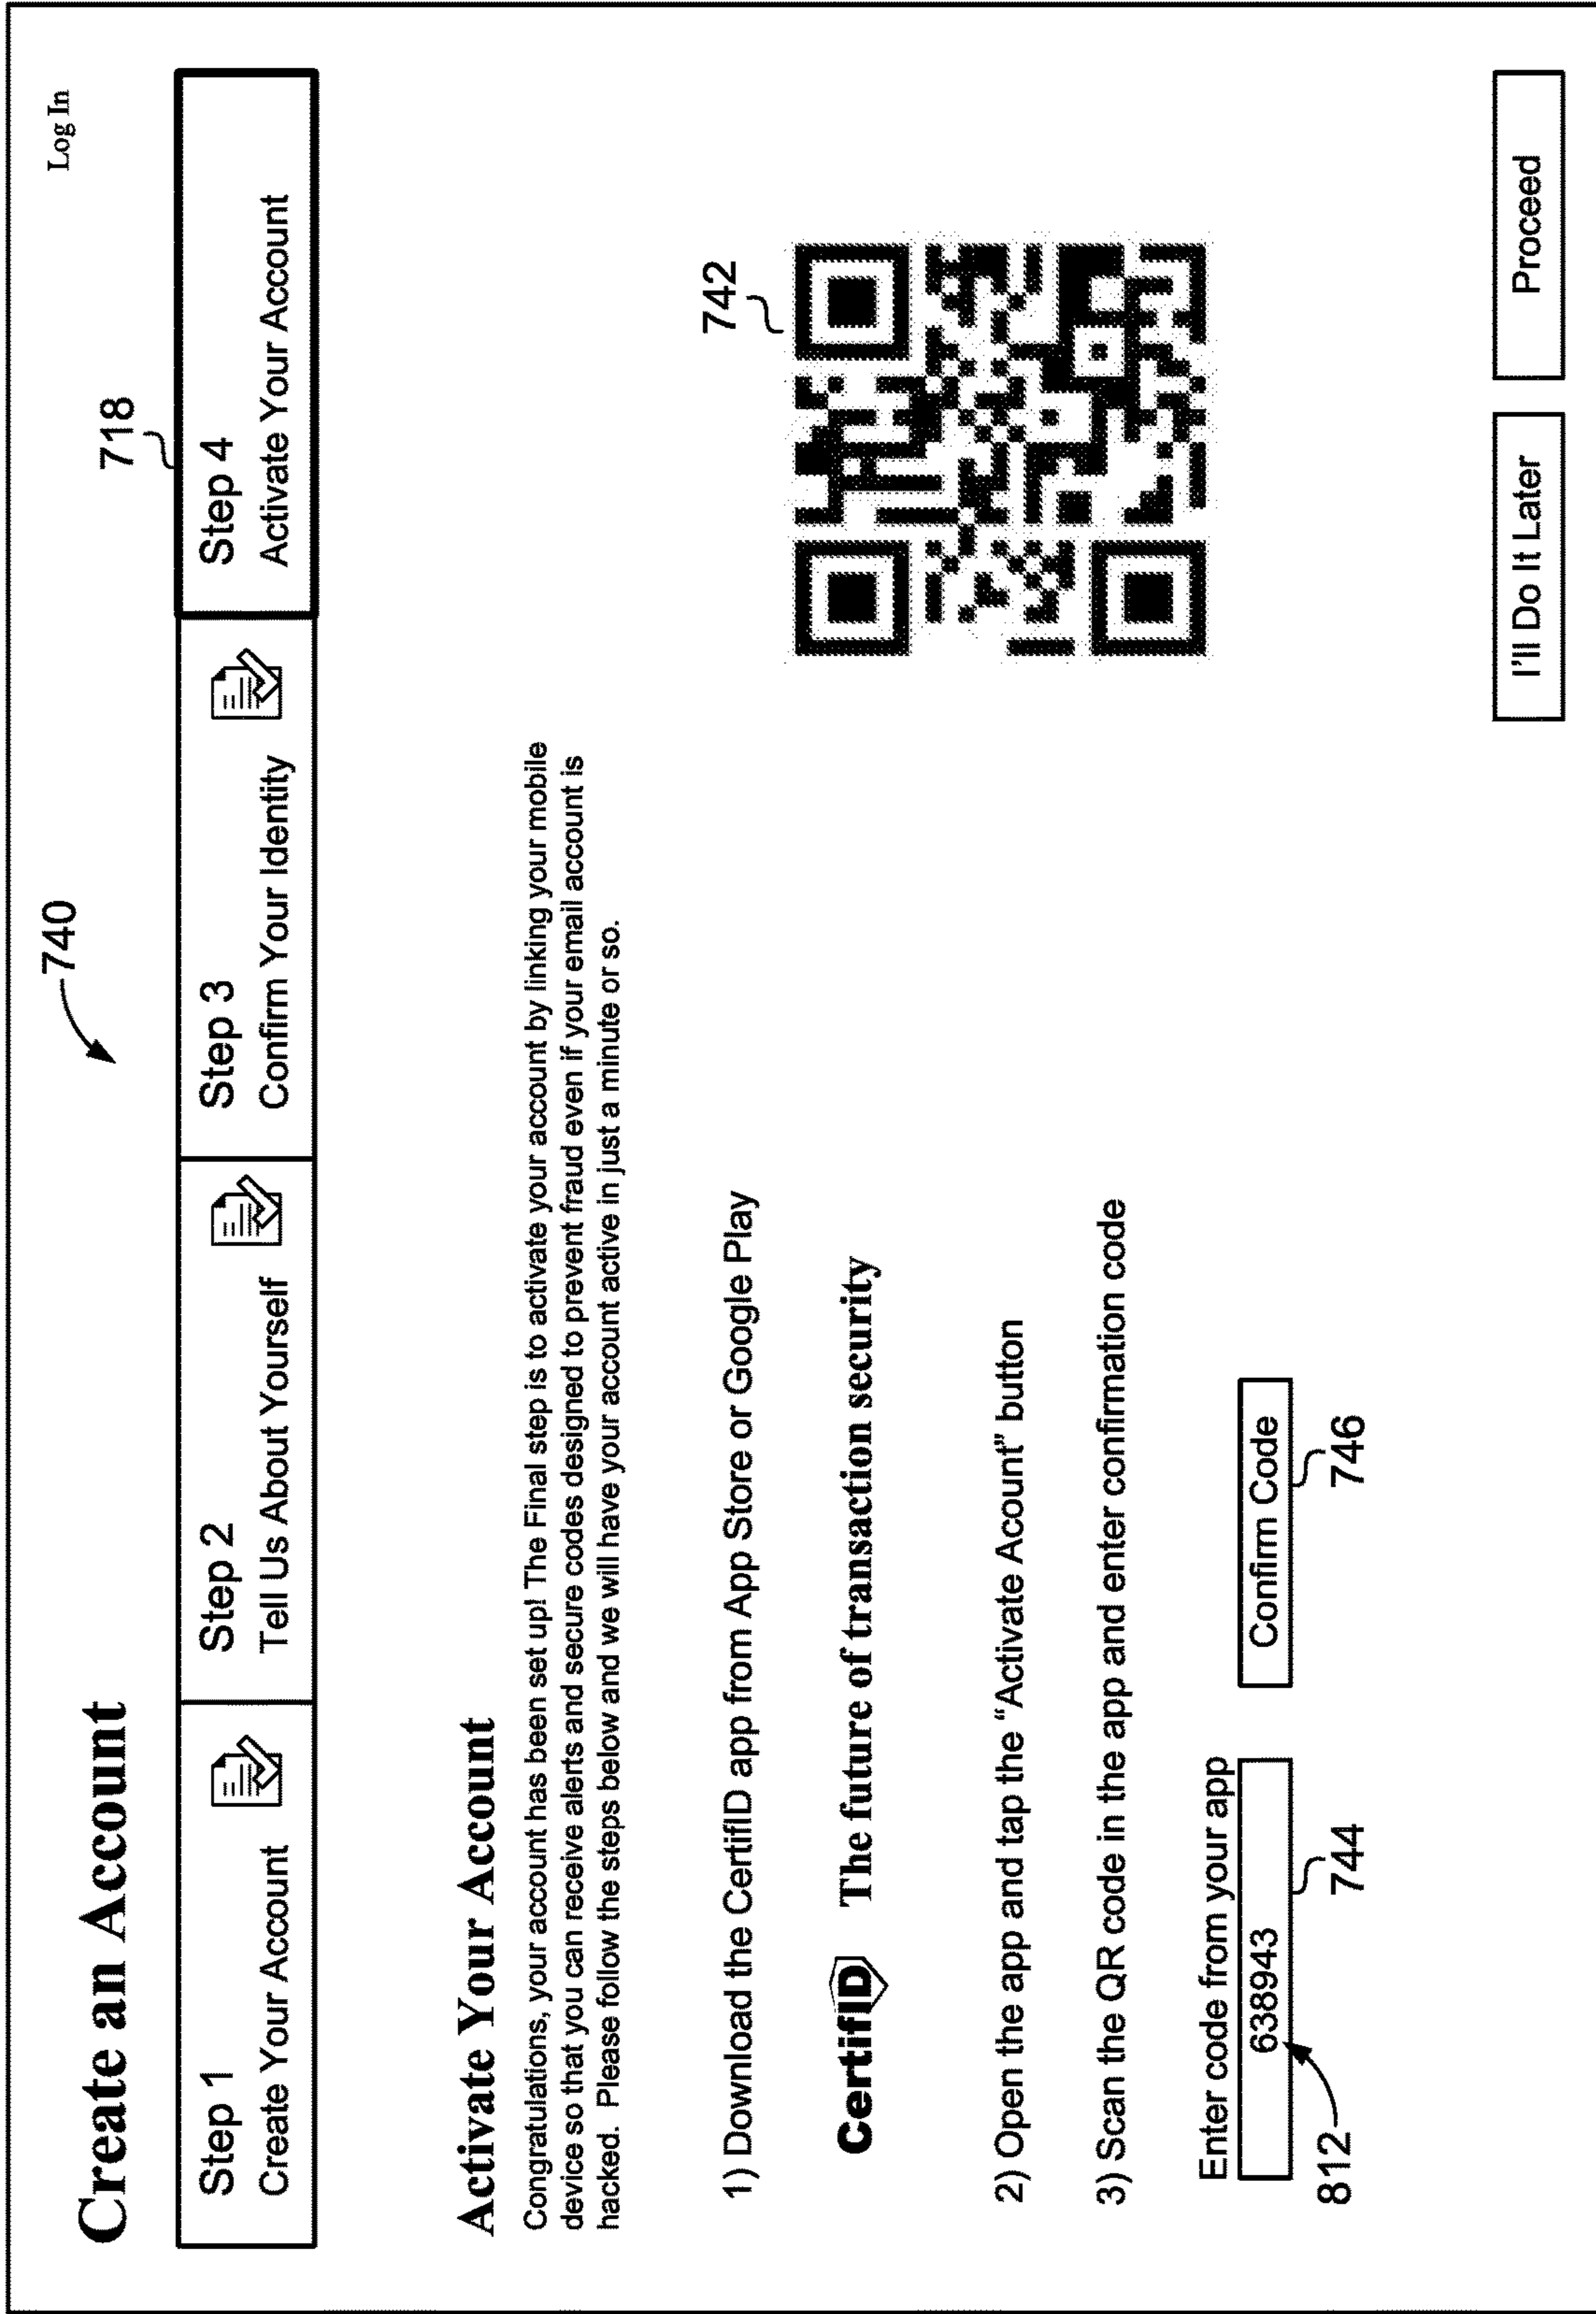 740
Log In
Create an Account
718
Step 1
Create Your Account
Step 2
Tell Us About Yourself
Step 3
Confirm Your Identity
Step 4
Activate Your Account
Activate Your Account
Congratulations, your account has been set up! The Final step is to activate your account by linking your mobile
device so that you can receive alerts and secure codes designed to prevent fraud even if your email account is
hacked. Please follow the steps below and we will have your account active in just a minute or so.
742
1) Download the CertifID app from App Store or Google Play
CertifID The future of transaction security
2) Open the app and tap the “Activate Acount” button
3) Scan the QR code in the app and enter confirmation code
Enter code from your app
638943
Confirm Code
812
744
746
I'll Do It Later
Proceed